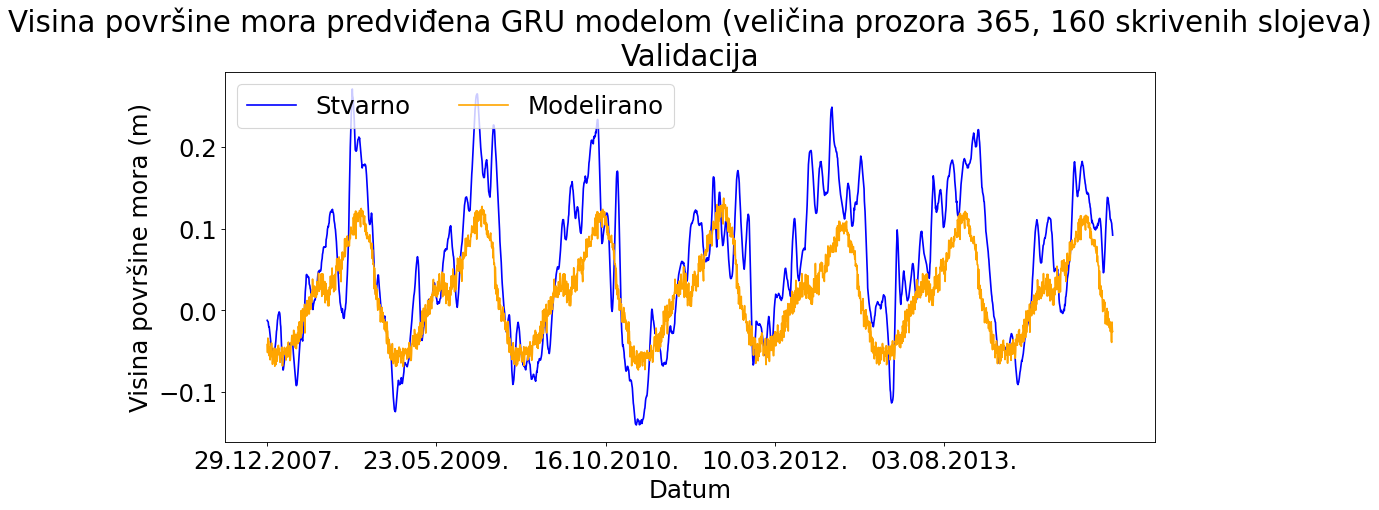 Visina površine mora predviđena GRU modelom (veličina prozora 365, 160 skrivenih slojeva)
Validacija
Stvarno
Modelirano
Visina površine mora (m)
0.2
0.1
0.0
−0.1
29.12.2007.
23.05.2009.
16.10.2010.
10.03.2012.
03.08.2013.
Datum